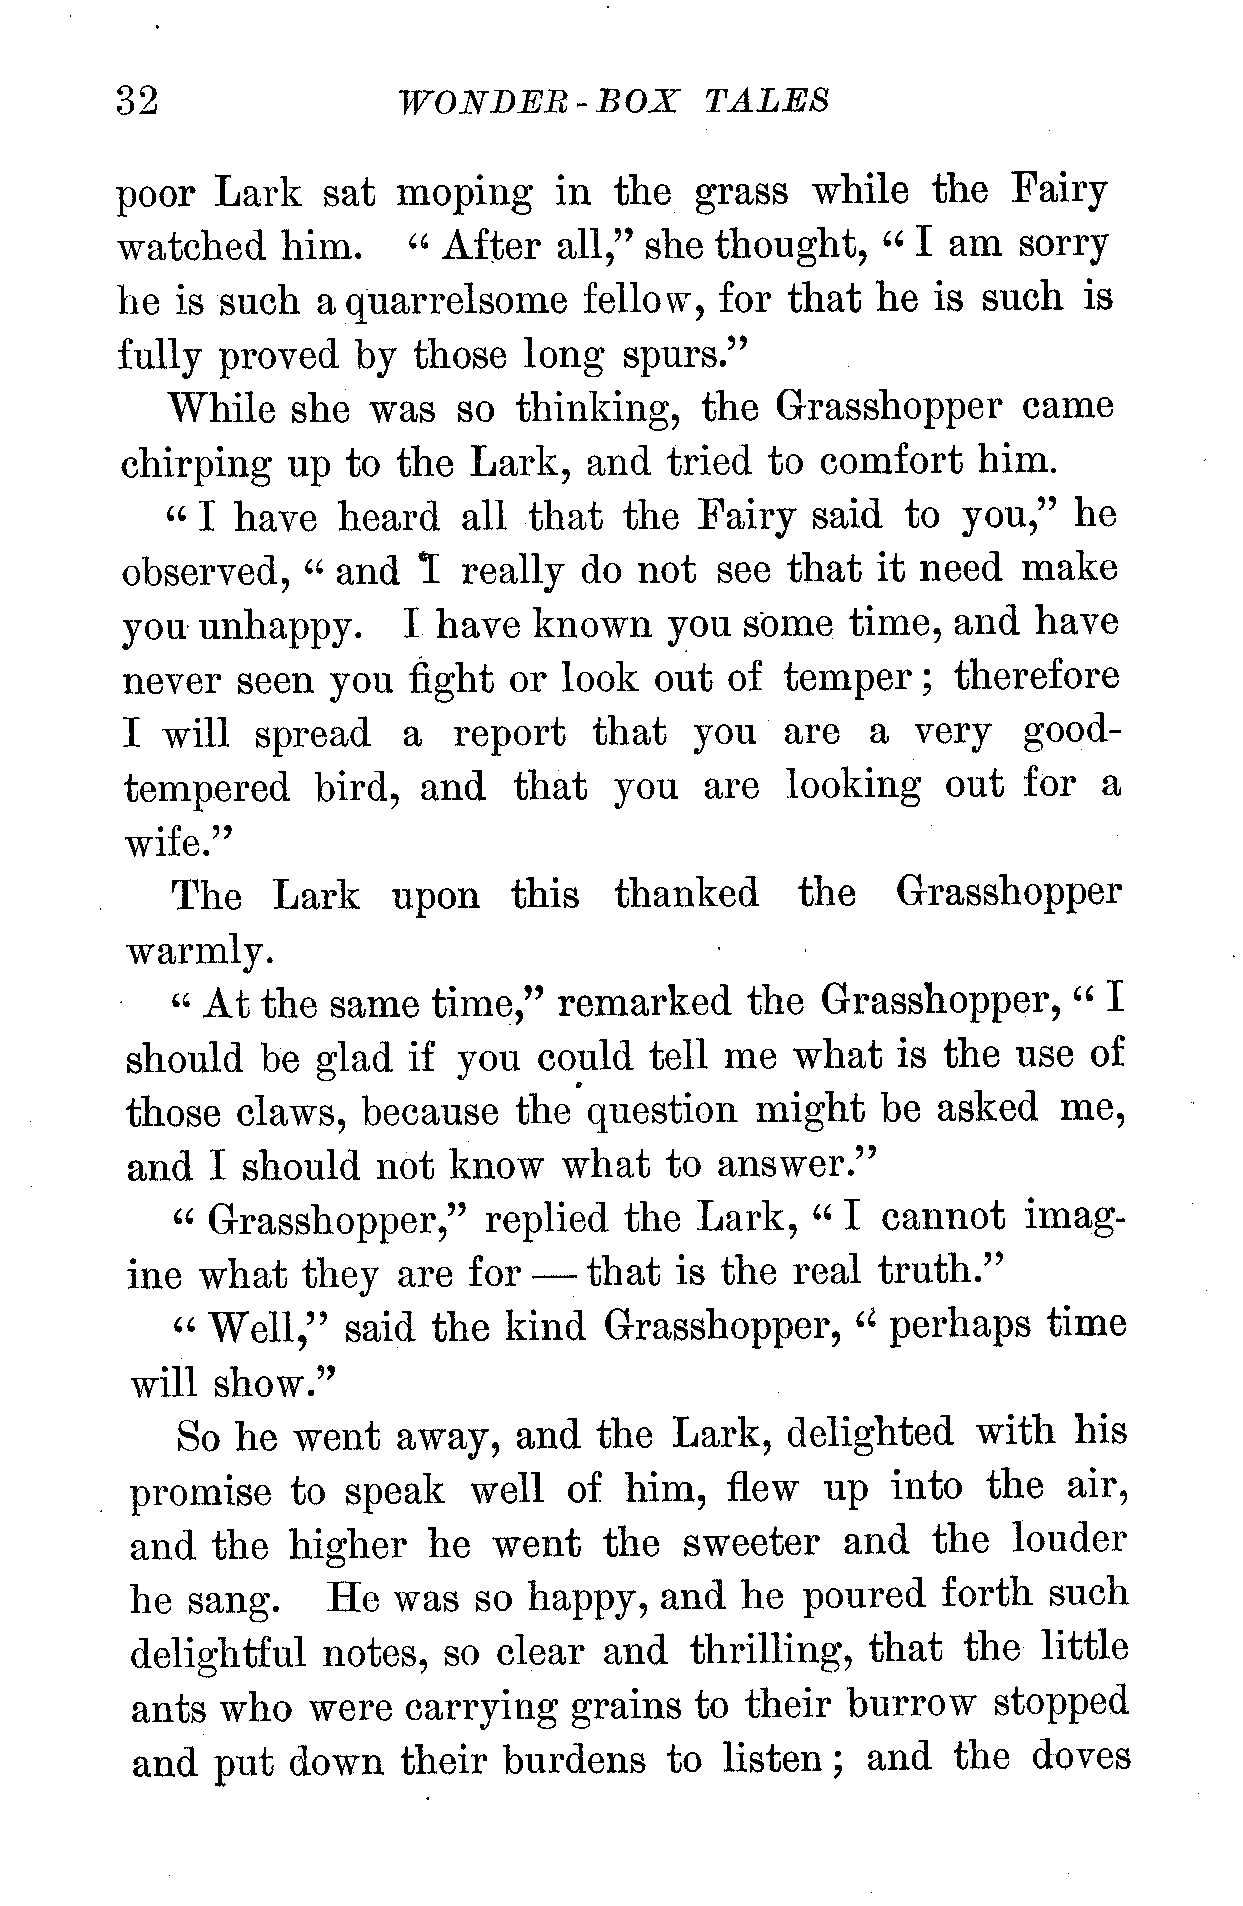 32 WONDER-BOX TALES
poor Lark sat moping in the grass while the Fairy
watched him. “ After all,” she thought, “ I am sorry
he is such a quarrelsome fellow, for that he is such is
fully proved by those long spurs.”
While she was so thinking, the Grasshopper came
chirping up to the Lark, and tried to comfort him.
“ I have heard all that the Fairy said to you,” he
observed, “ and I really do not see that it need make
you unhappy. I have known you some time, and have
never seen you fight or look out of temper ; therefore
I will spread a report that you are a very good-
tempered bird, and that you are looking out for a
wife.”
The Lark upon this thanked the Grasshopper
warmly.
“ At the same time,” remarked the Grasshopper, “ I
should be glad if you could tell me what is the use of
those claws, because the question might be asked me,
and I should not know what to answer.”
“ Grasshopper,” replied the Lark, “ I cannot imag-
ine what they are for — that is the real truth.”
“ Well,” said the kind Grasshopper, “ perhaps time
will show.”
So he went away, and the Lark, delighted with his
promise to speak well of him, flew up into the air,
and the higher he went the sweeter and the louder
he sang. He was so happy, and he poured forth such
delightful notes, so clear and thrilling, that the little
ants who were carrying grains to their burrow stopped
and put down their burdens to listen ; and the doves